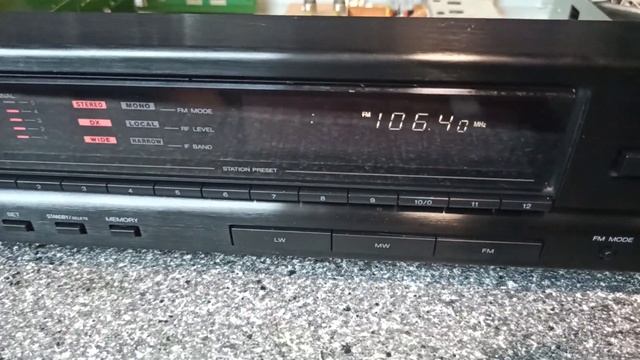 STEREO MONO FM MODE
DX LOCAL RF LEVEL
WIDE NARROW IF BAND
FM 106.40 MHz
STATION PRESET
2 3 4 5 6 7 8 9 10/0 11 12
SET STANDBY/DELETE MEMORY
LW MW FM
FM MODE